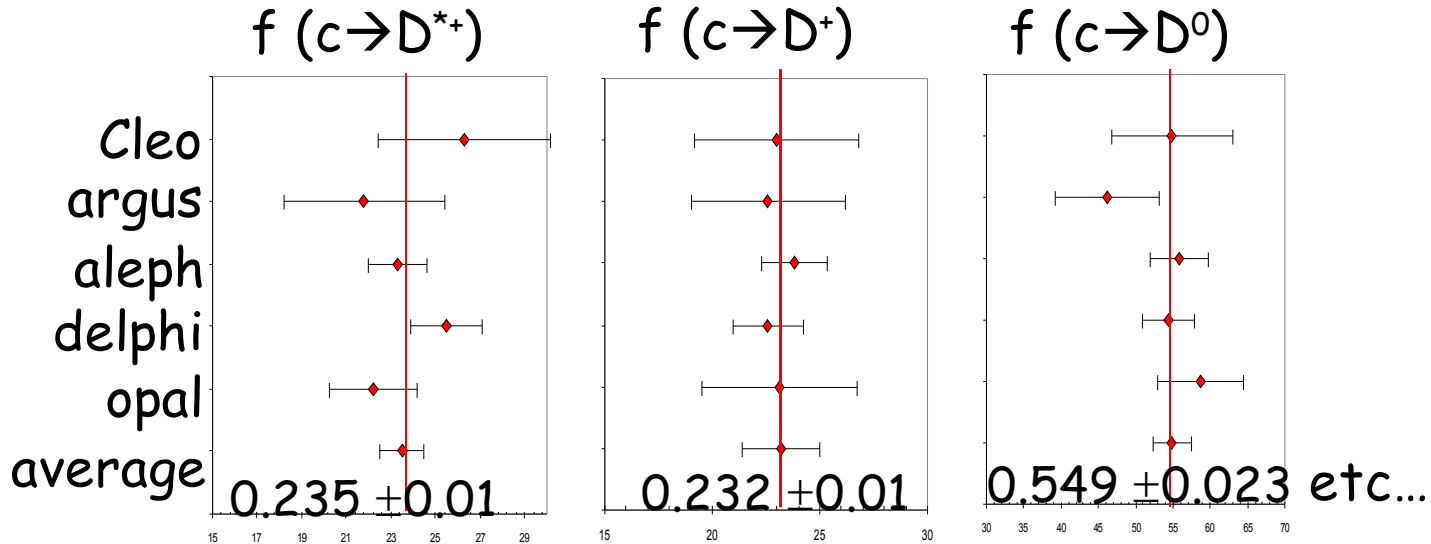 f (c→D*+) f (c→D+) f (c→D0)
Cleo
argus
aleph
delphi
opal
average
0.235 ±0.01 0.232 ±0.01 0.549 ±0.023 etc...
15 17 19 21 23 25 27 29 15 20 25 30 30 35 40 45 50 55 60 65 70